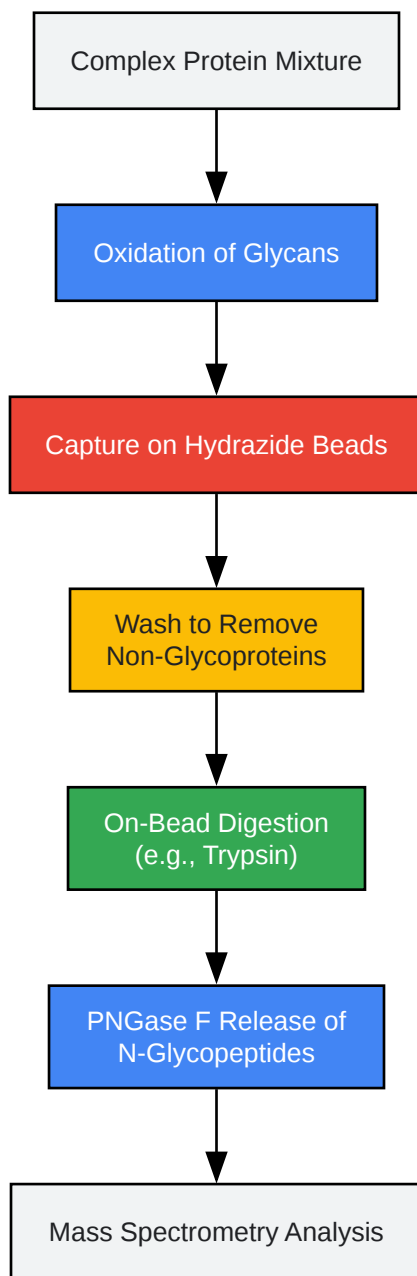 Complex Protein Mixture
Oxidation of Glycans
Capture on Hydrazide Beads
Wash to Remove
Non-Glycoproteins
On-Bead Digestion
(e.g., Trypsin)
PNGase F Release of
N-Glycopeptides
Mass Spectrometry Analysis